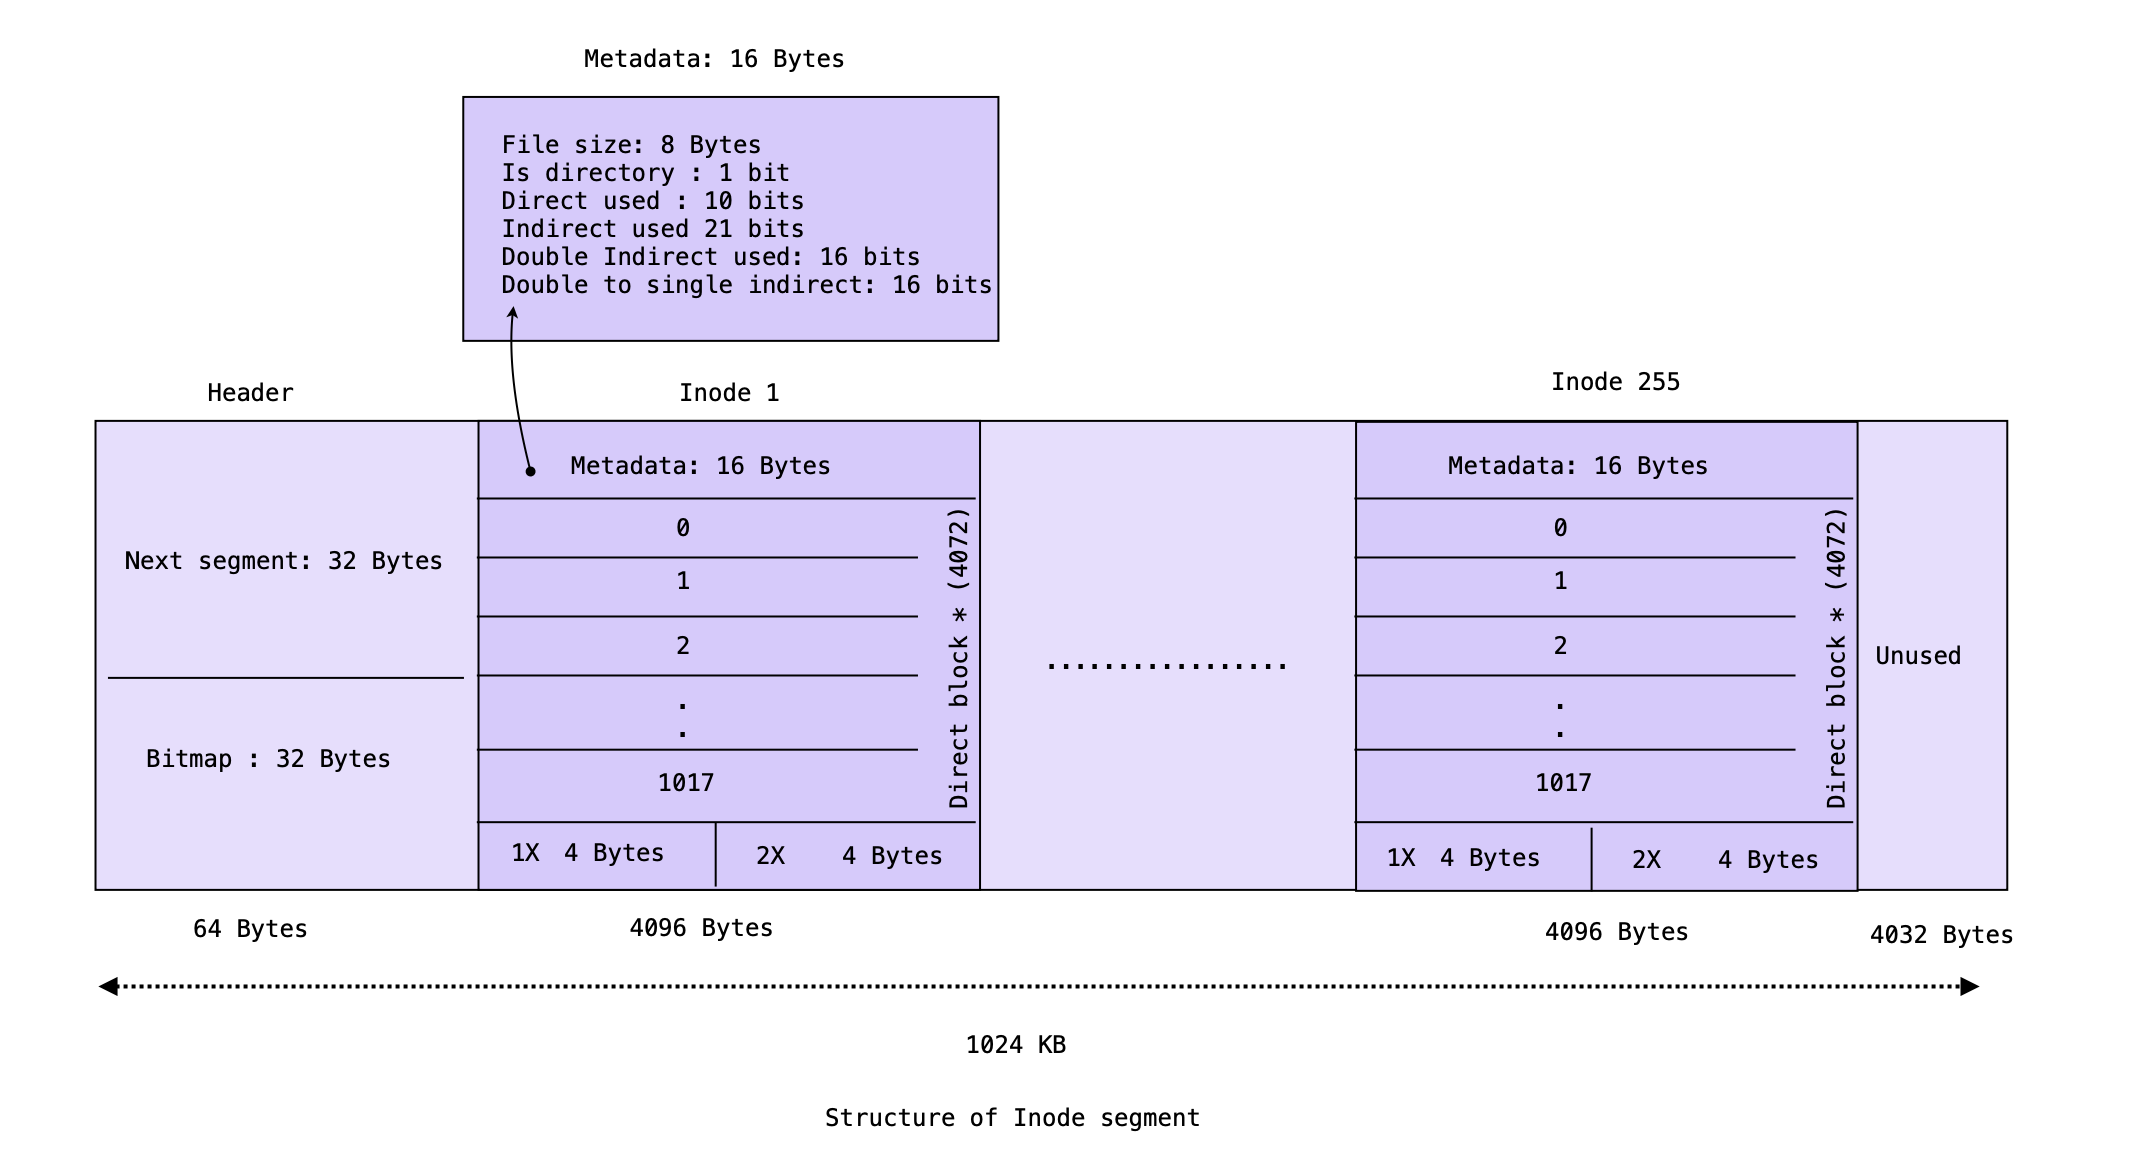 Metadata: 16 Bytes
File size: 8 Bytes
Is directory : 1 bit
Direct used : 10 bits
Indirect used 21 bits
Double Indirect used: 16 bits
Double to single indirect: 16 bits
Header
Inode 1
Inode 255
Next segment: 32 Bytes
Bitmap : 32 Bytes
Metadata: 16 Bytes
0
1
2
.
.
1017
Direct block * (4072)
1X 4 Bytes
2X 4 Bytes
.................
Metadata: 16 Bytes
0
1
2
.
.
1017
Direct block * (4072)
1X 4 Bytes
2X 4 Bytes
Unused
64 Bytes
4096 Bytes
4096 Bytes
4032 Bytes
1024 KB
Structure of Inode segment